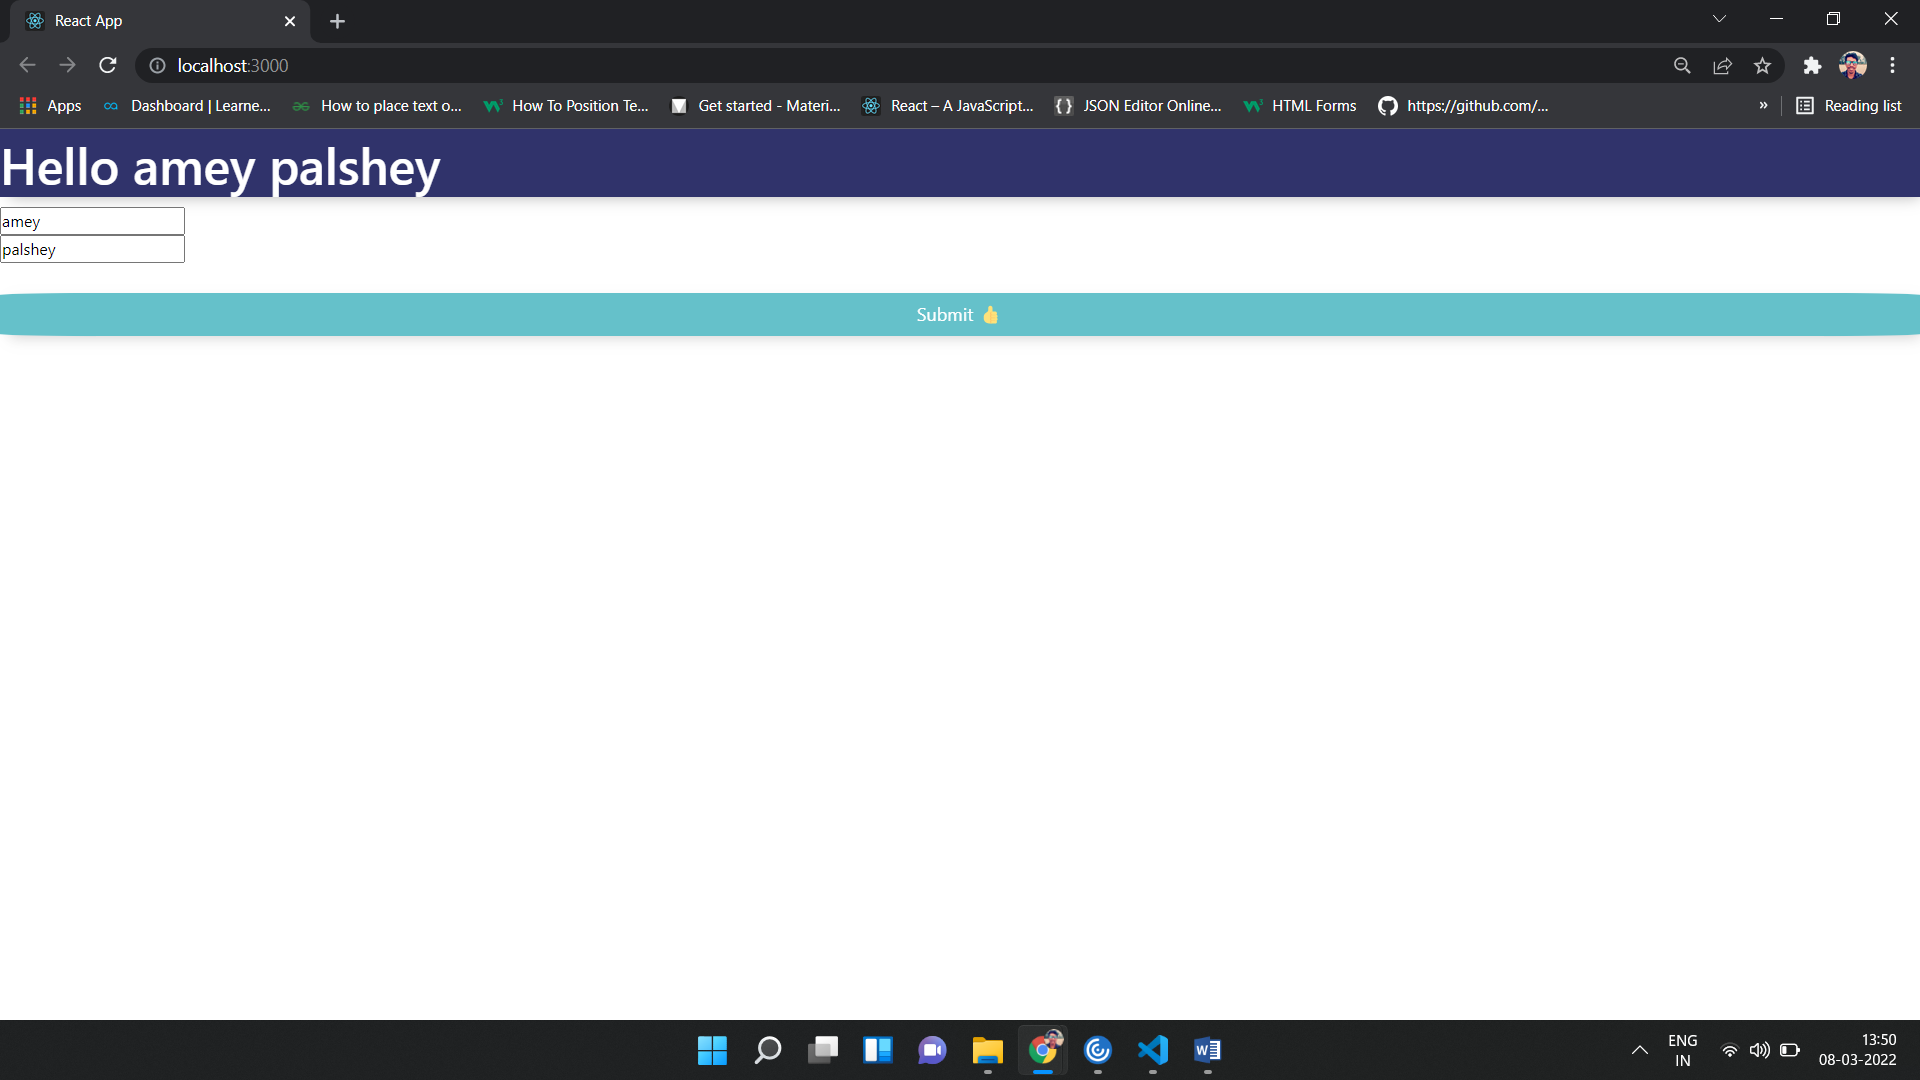 React App
localhost:3000
Apps
Dashboard | Learne...
How to place text o...
How To Position Te...
Get started - Materi...
React – A JavaScript...
JSON Editor Online...
HTML Forms
https://github.com/...
»
Reading list
Hello amey palshey
amey
palshey
Submit 👍
ENG
IN
13:50
08-03-2022